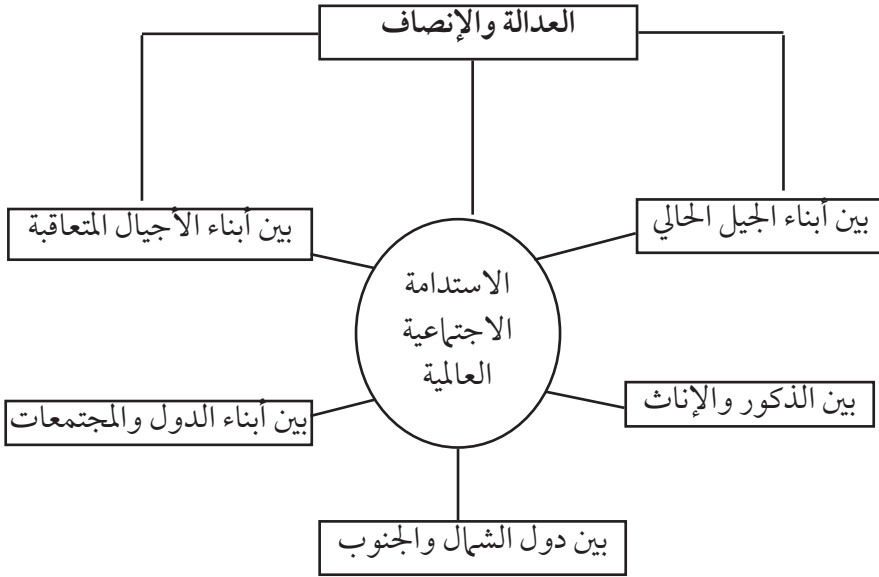 العدالة والإنصاف
بين أبناء الجيل الحالي
بين أبناء الأجيال المتعاقبة
الاستدامة
الاجتماعية
العالمية
بين الذكور والإناث
بين أبناء الدول والمجتمعات
بين دول الشمال والجنوب